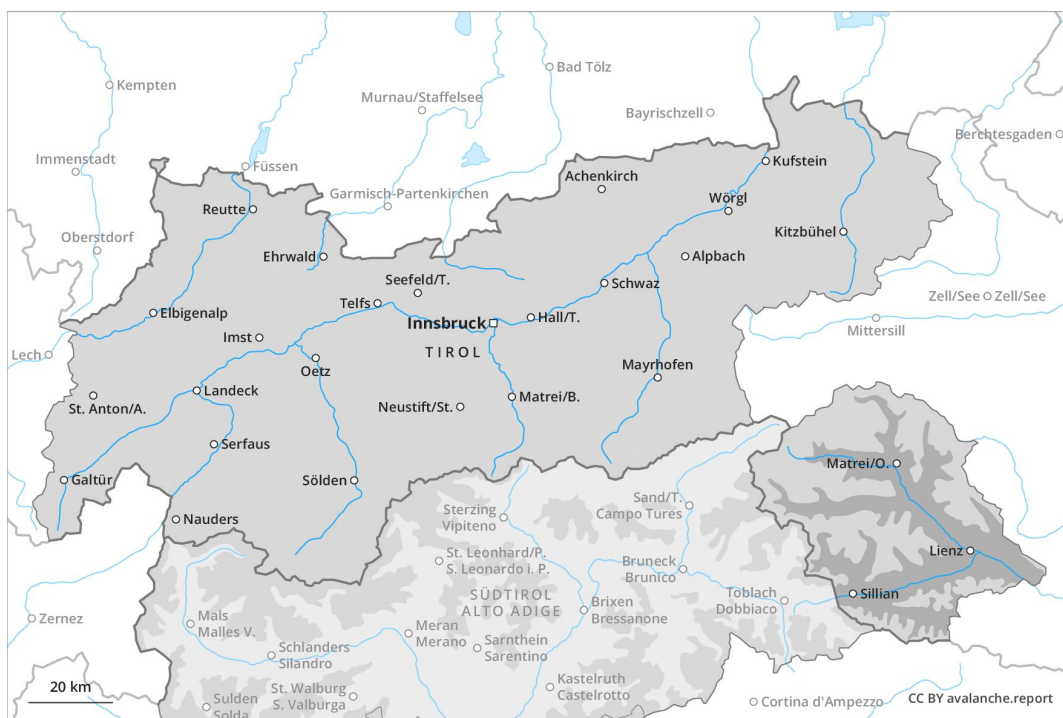 Kempten
Bad Tölz
Murnau/Staffelsee
Bayrischzell
Berchtesgaden
Immenstadt
Füssen
Kufstein
Achenkirch
Garmisch-Partenkirchen
Wörgl
Reutte
Kitzbühel
Oberstdorf
Ehrwald
Alpbach
Seefeld/T.
Schwaz
Telfs
Zell/See
Zell/See
Elbigenalp
Innsbruck
Hall/T.
Mittersill
Imst
TIROL
Lech
Oetz
Mayrhofen
Landeck
Matrei/B.
St. Anton/A.
Neustift/St.
Serfaus
Matrei/O.
Galtür
Sölden
Sand/T.
Campo Tures
Sterzing
Vipiteno
Nauders
Lienz
St. Leonhard/P.
S. Leonardo i. P.
Bruneck
Brunico
Sillian
SÜDTIROL
ALTO ADIGE
Toblach
Dobbiaco
Brixen
Bressanone
Zernez
Mals
Malles V.
Meran
Merano
Sarnthein
Sarentino
Schlanders
Silandro
20 km
St. Walburg
S. Valburga
Kastelruth
Castelrotto
Sulden
Solda
Cortina d'Ampezzo
CC BY avalanche.report